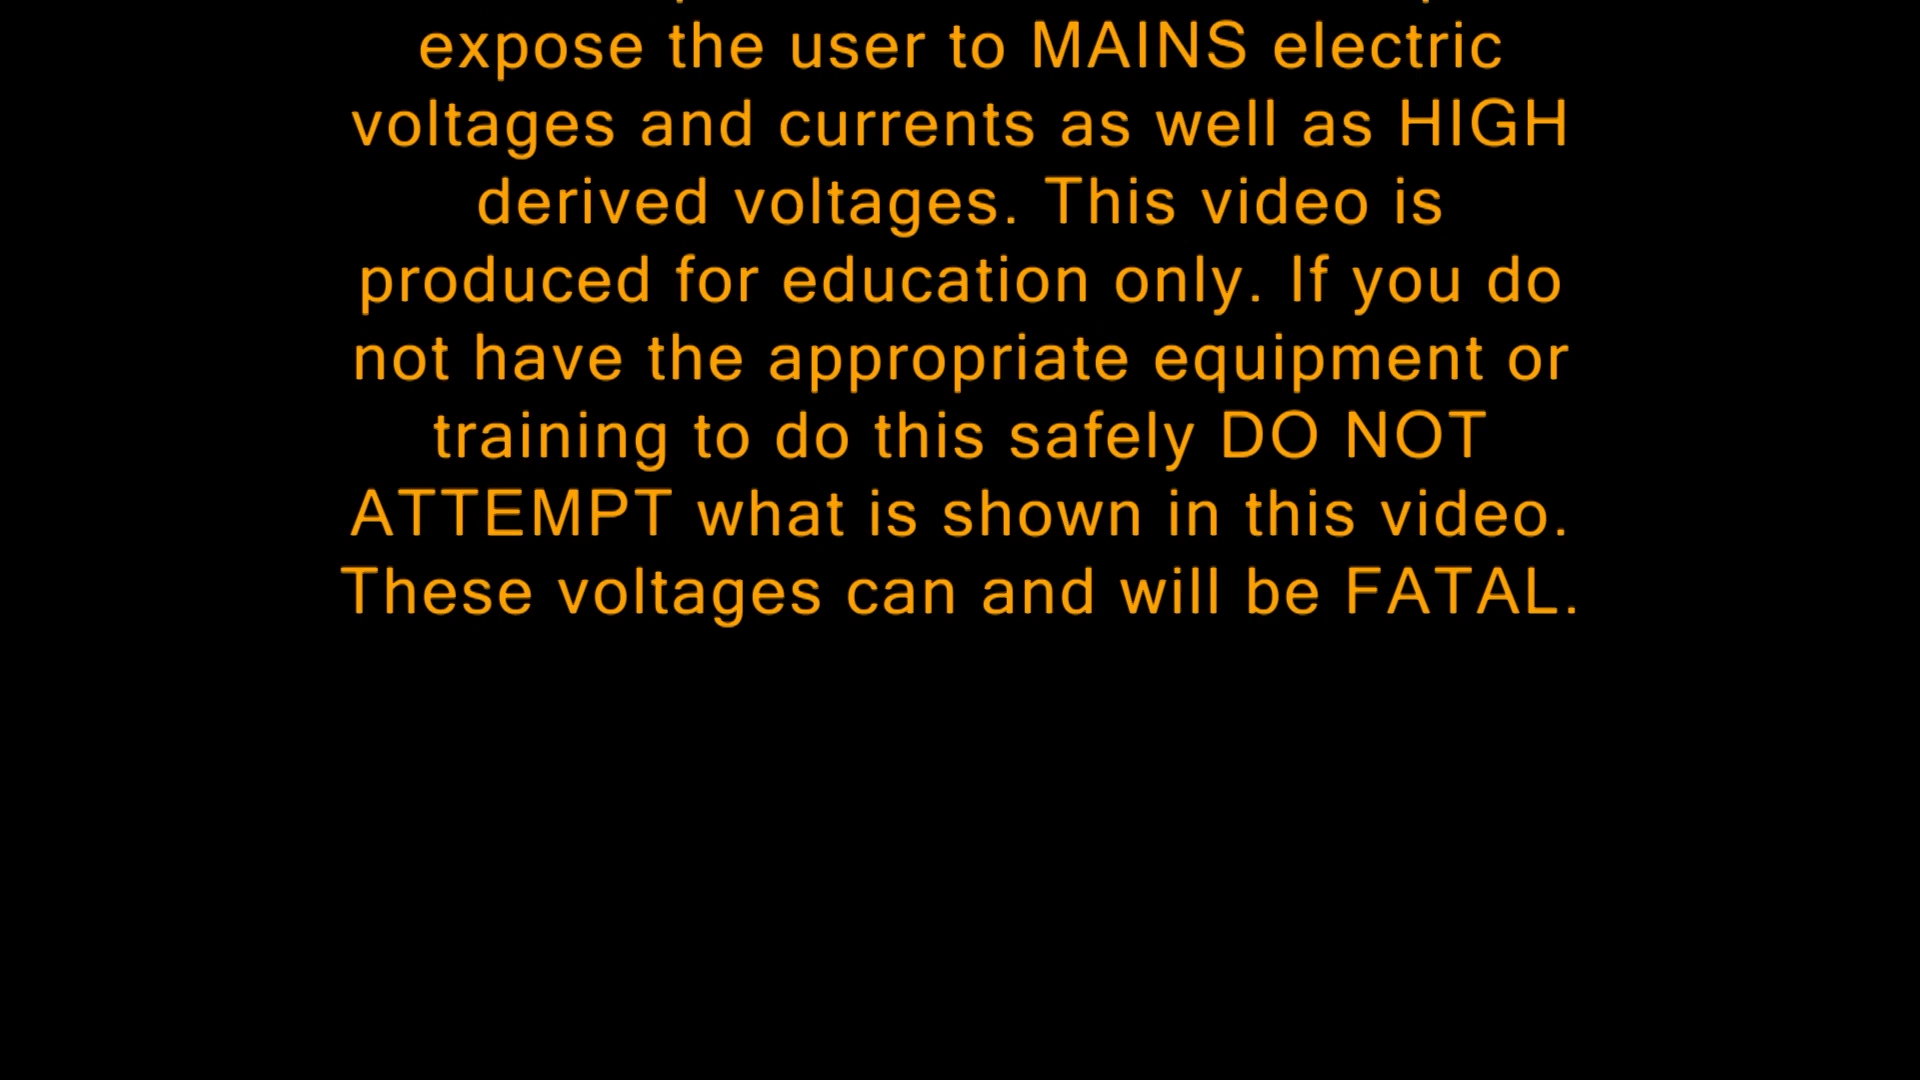 expose the user to MAINS electric
voltages and currents as well as HIGH
derived voltages. This video is
produced for education only. If you do
not have the appropriate equipment or
training to do this safely DO NOT
ATTEMPT what is shown in this video.
These voltages can and will be FATAL.